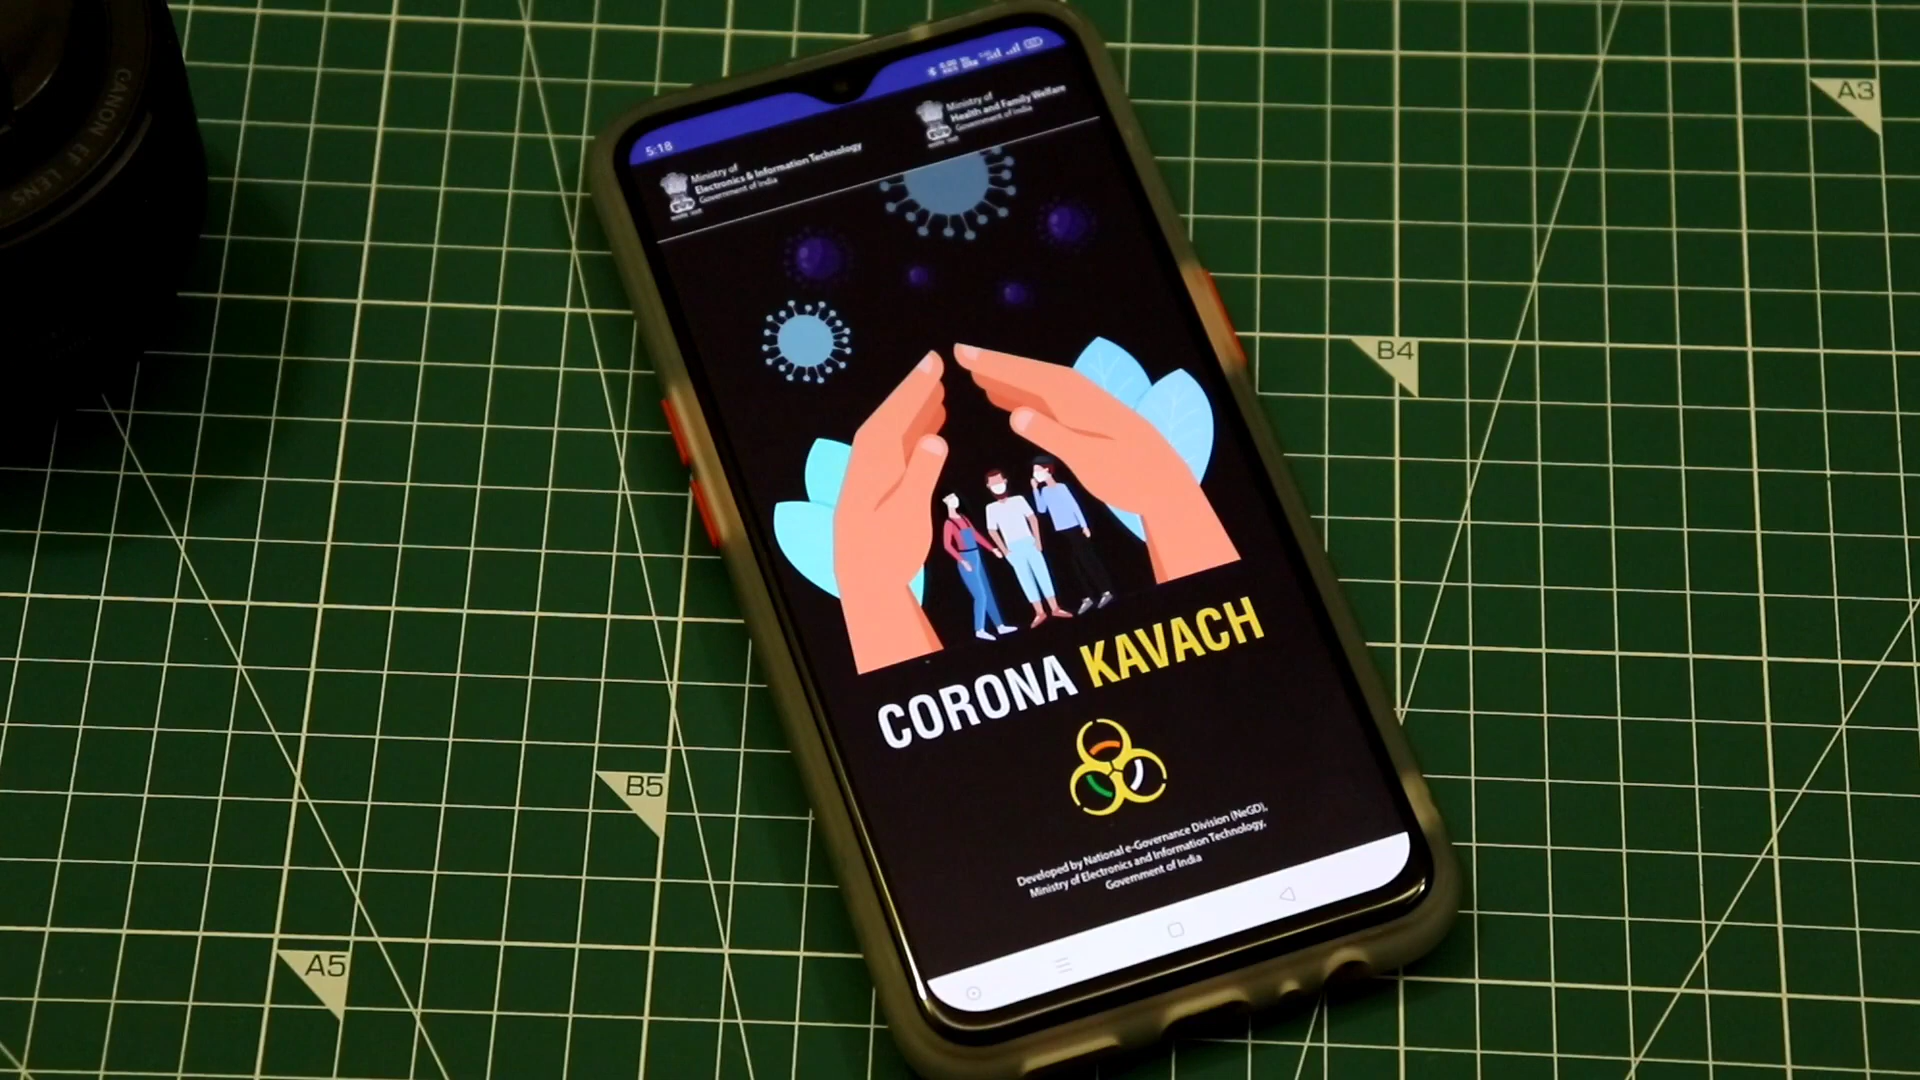 CANON EF LENS
5:18
Ministry of
Electronics & Information Technology
Government of India
Ministry of
Health and Family Welfare
Government of India
CORONA KAVACH
Developed by National e-Governance Division (NeGD),
Ministry of Electronics and Information Technology,
Government of India
A3
B4
B5
A5